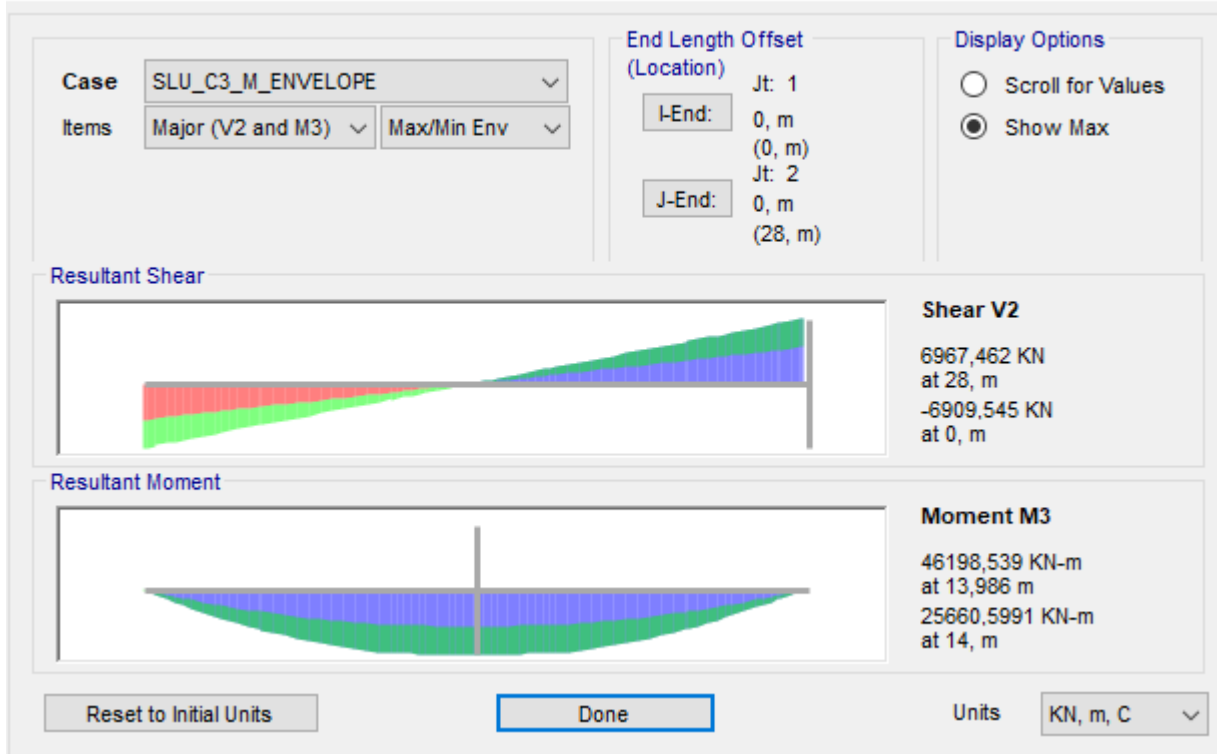 Case SLU_C3_M_ENVELOPE
Items Major (V2 and M3) Max/Min Env
End Length Offset
(Location)
Jt: 1
I-End: 0, m
(0, m)
Jt: 2
J-End: 0, m
(28, m)
Display Options
Scroll for Values
Show Max
Resultant Shear
Shear V2
6967,462 KN
at 28, m
-6909,545 KN
at 0, m
Resultant Moment
Moment M3
46198,539 KN-m
at 13,986 m
25660,5991 KN-m
at 14, m
Reset to Initial Units Done Units KN, m, C